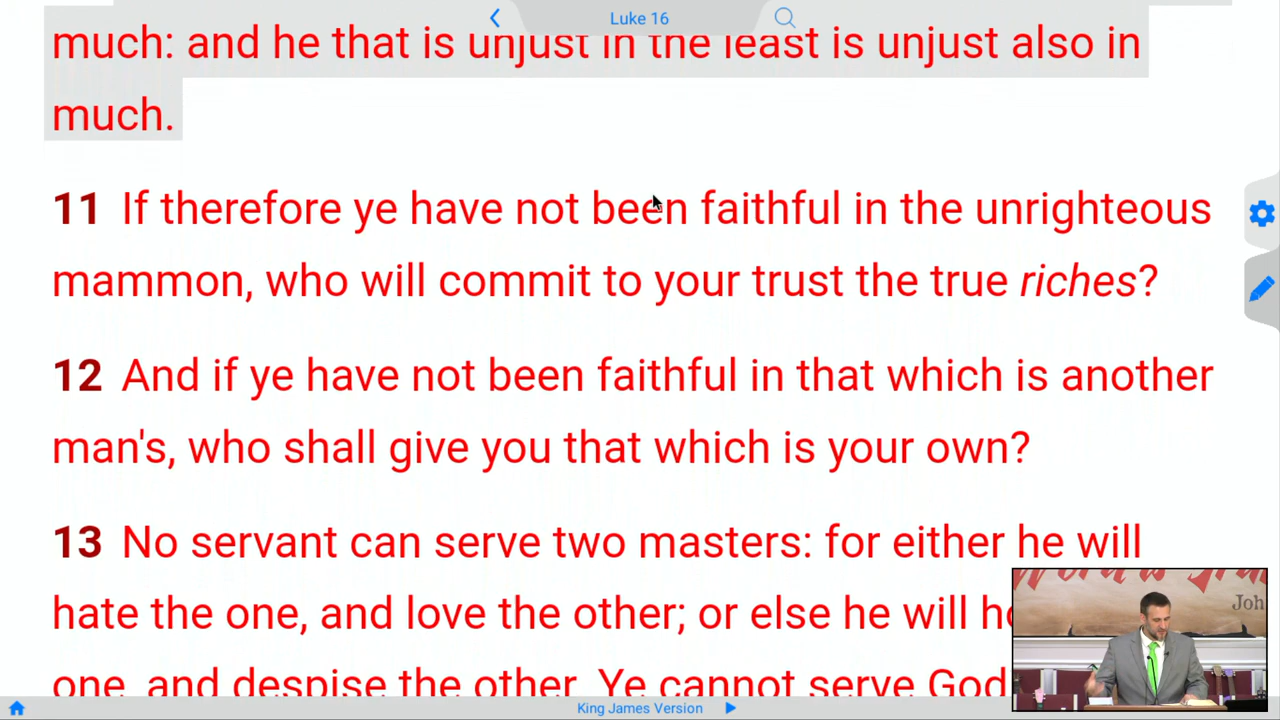 Luke 16
much: and he that is unjust in the least is unjust also in
much.
11 If therefore ye have not been faithful in the unrighteous
mammon, who will commit to your trust the true riches?
12 And if ye have not been faithful in that which is another
man's, who shall give you that which is your own?
13 No servant can serve two masters: for either he will
hate the one, and love the other; or else he will
one, and despise the other. Ye cannot serve God
Word is
Joh
King James Version